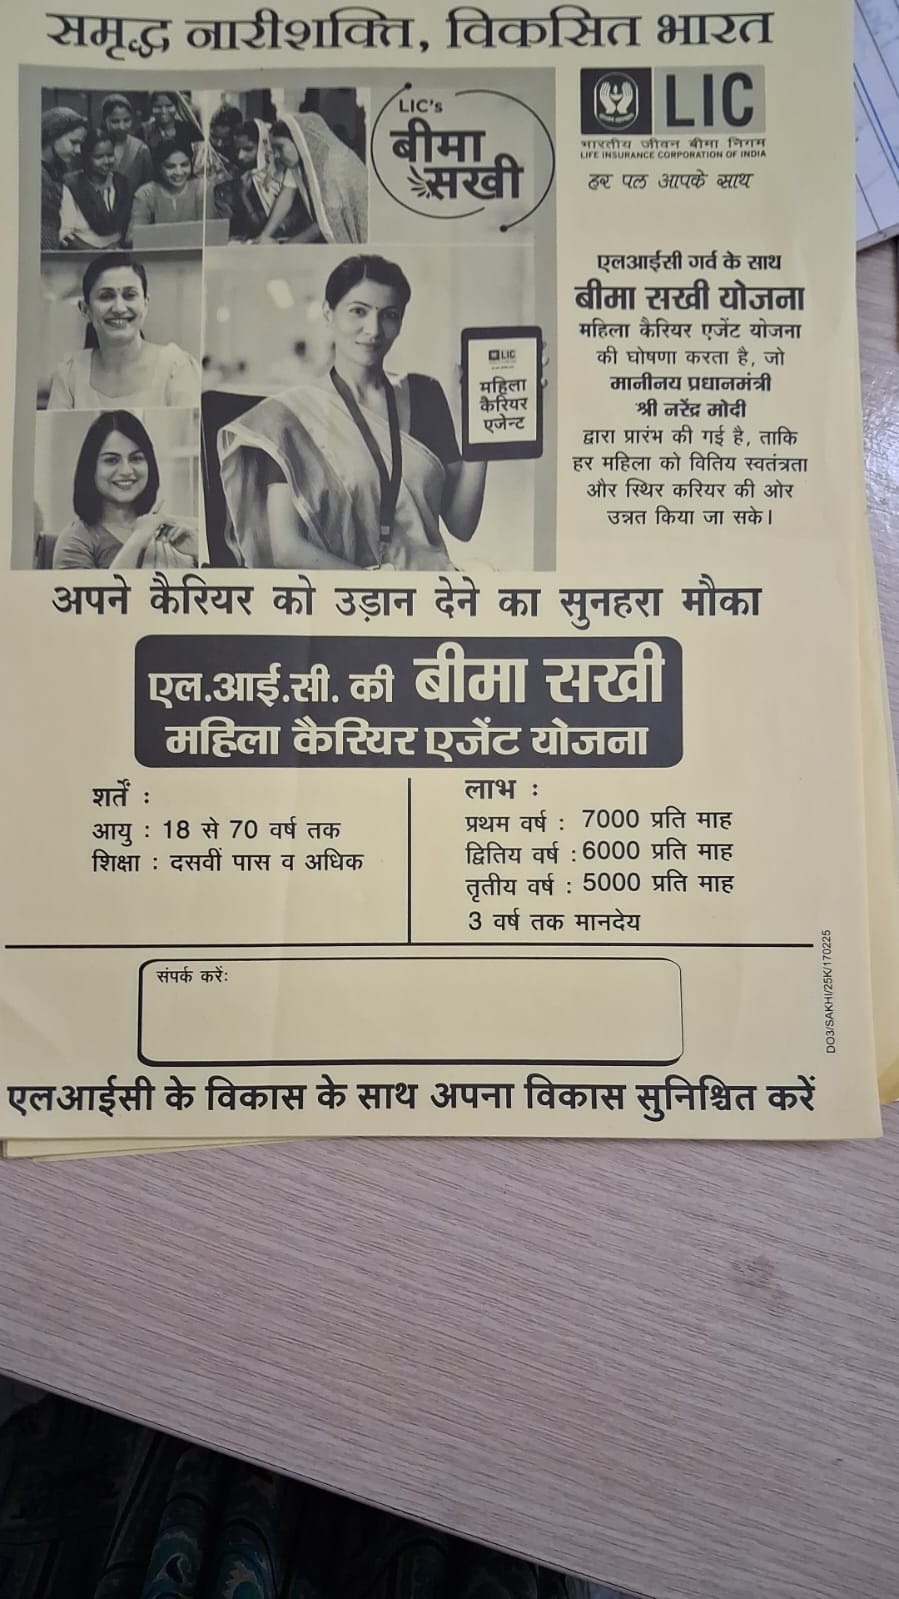 समृद्ध नारीशक्ति, विकसित भारत
LIC's
बीमा
सखी
LIC
भारतीय जीवन बीमा निगम
LIFE INSURANCE CORPORATION OF INDIA
हर पल आपके साथ
LIC
महिला
कैरियर
एजेन्ट
एलआईसी गर्व के साथ
बीमा सखी योजना
महिला कैरियर एजेंट योजना
की घोषणा करता है, जो
मानीनय प्रधानमंत्री
श्री नरेंद्र मोदी
द्वारा प्रारंभ की गई है, ताकि
हर महिला को वितिय स्वतंत्रता
और स्थिर करियर की ओर
उन्नत किया जा सके।
अपने कैरियर को उड़ान देने का सुनहरा मौका
एल.आई.सी. की बीमा सखी
महिला कैरियर एजेंट योजना
शर्तें :
आयु : 18 से 70 वर्ष तक
शिक्षा : दसवीं पास व अधिक
लाभ :
प्रथम वर्ष : 7000 प्रति माह
द्वितिय वर्ष : 6000 प्रति माह
तृतीय वर्ष : 5000 प्रति माह
3 वर्ष तक मानदेय
संपर्क करें:
DO3/SAKHI/25K/170225
एलआईसी के विकास के साथ अपना विकास सुनिश्चित करें